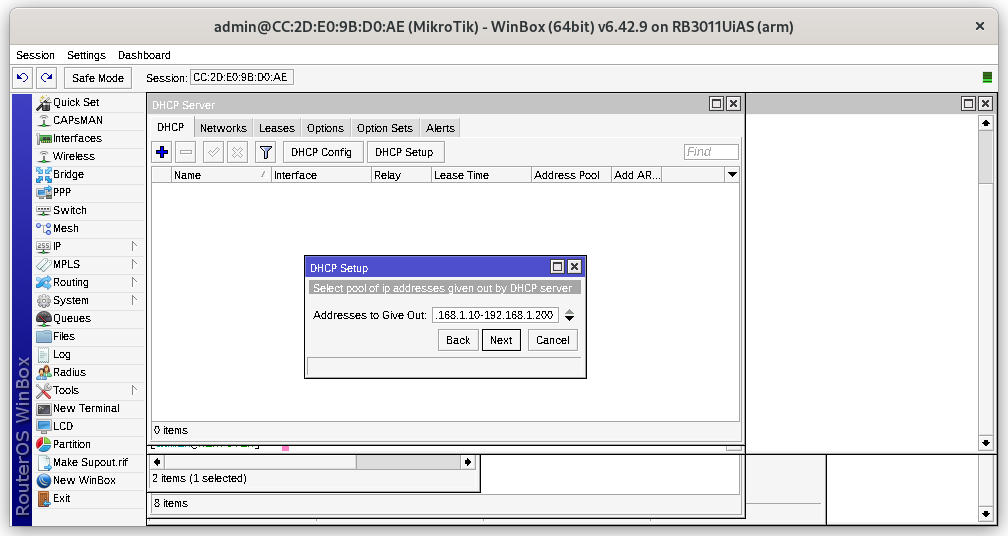 admin@CC:2D:E0:9B:D0:AE (MikroTik) - WinBox (64bit) v6.42.9 on RB3011UiAS (arm)
Session Settings Dashboard
Safe Mode Session: CC:2D:E0:9B:D0:AE
Quick Set
CAPsMAN
Interfaces
Wireless
Bridge
PPP
Switch
Mesh
IP
MPLS
Routing
System
Queues
Files
Log
Radius
Tools
New Terminal
LCD
Partition
Make Supout.rif
New WinBox
Exit
RouterOS WinBox
DHCP Server
DHCP Networks Leases Options Option Sets Alerts
DHCP Config DHCP Setup Find
Name / Interface Relay Lease Time Address Pool Add AR...
DHCP Setup
Select pool of ip addresses given out by DHCP server
Addresses to Give Out: .168.1.10-192.168.1.200
Back Next Cancel
0 items
2 items (1 selected)
8 items